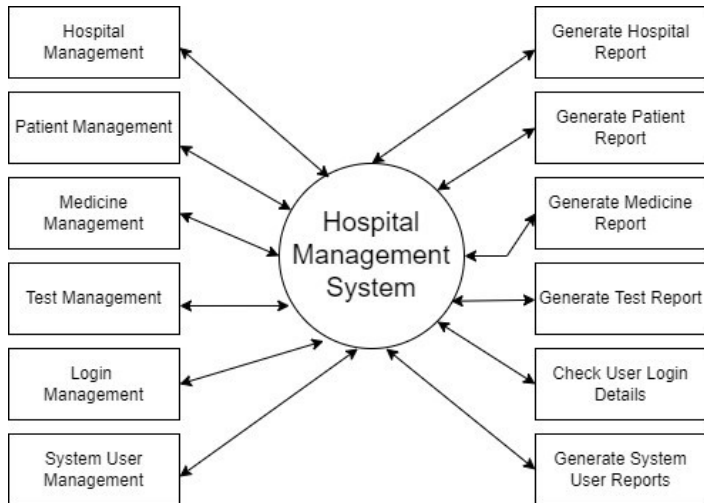 Hospital
Management
Patient Management
Medicine
Management
Test Management
Login
Management
System User
Management
Hospital
Management
System
Generate Hospital
Report
Generate Patient
Report
Generate Medicine
Report
Generate Test Report
Check User Login
Details
Generate System
User Reports